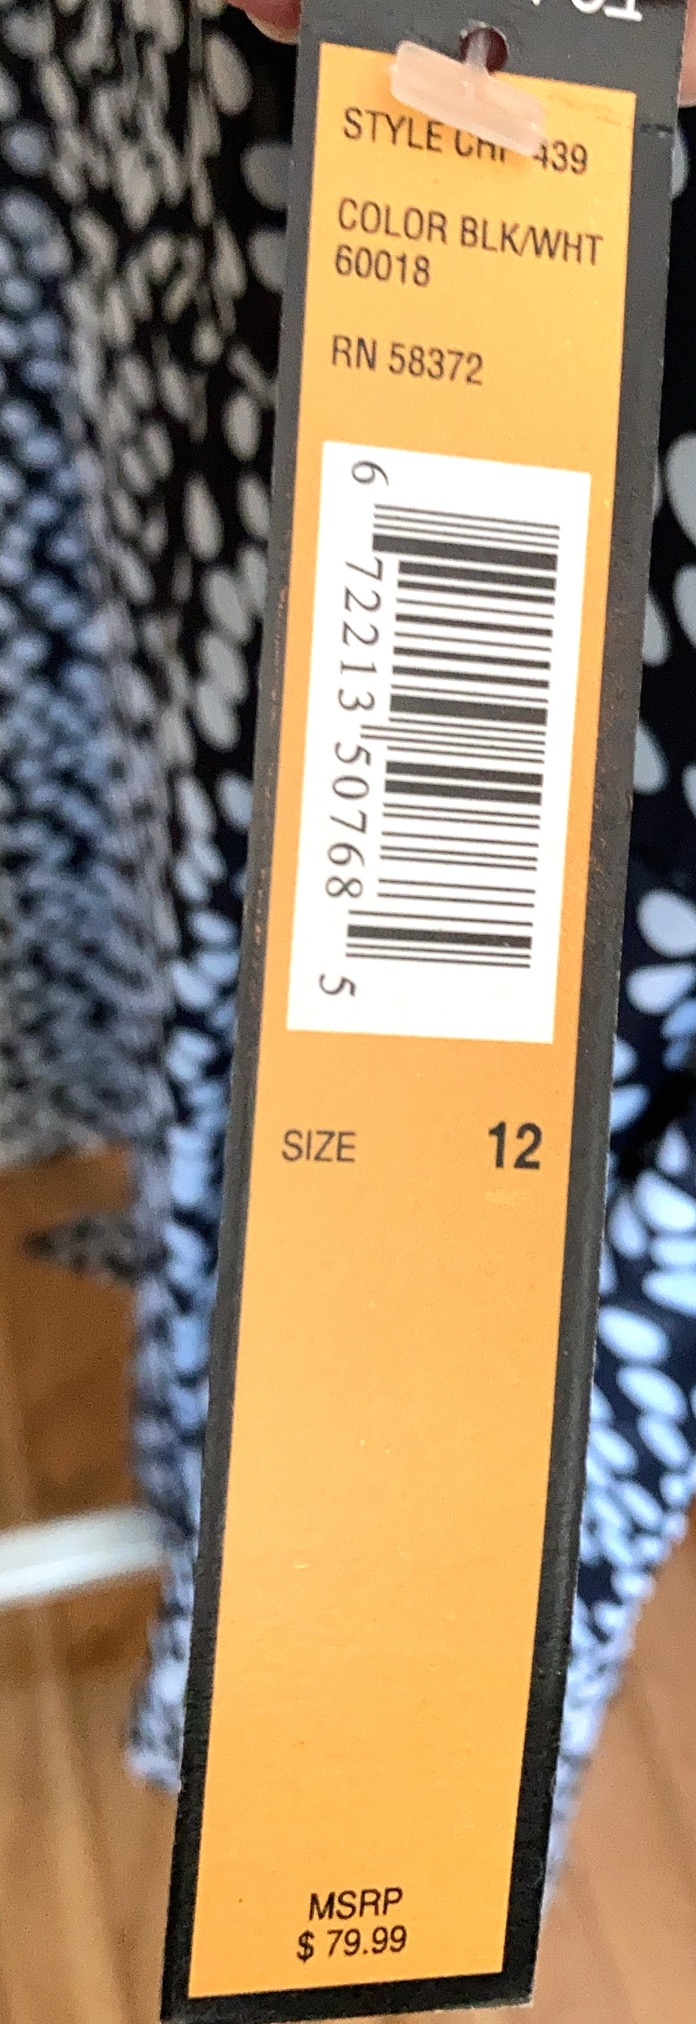 STYLE
COLOR BLK/WHT
60018
RN 58372
6 72213 50768 5
SIZE 12
MSRP
$ 79.99